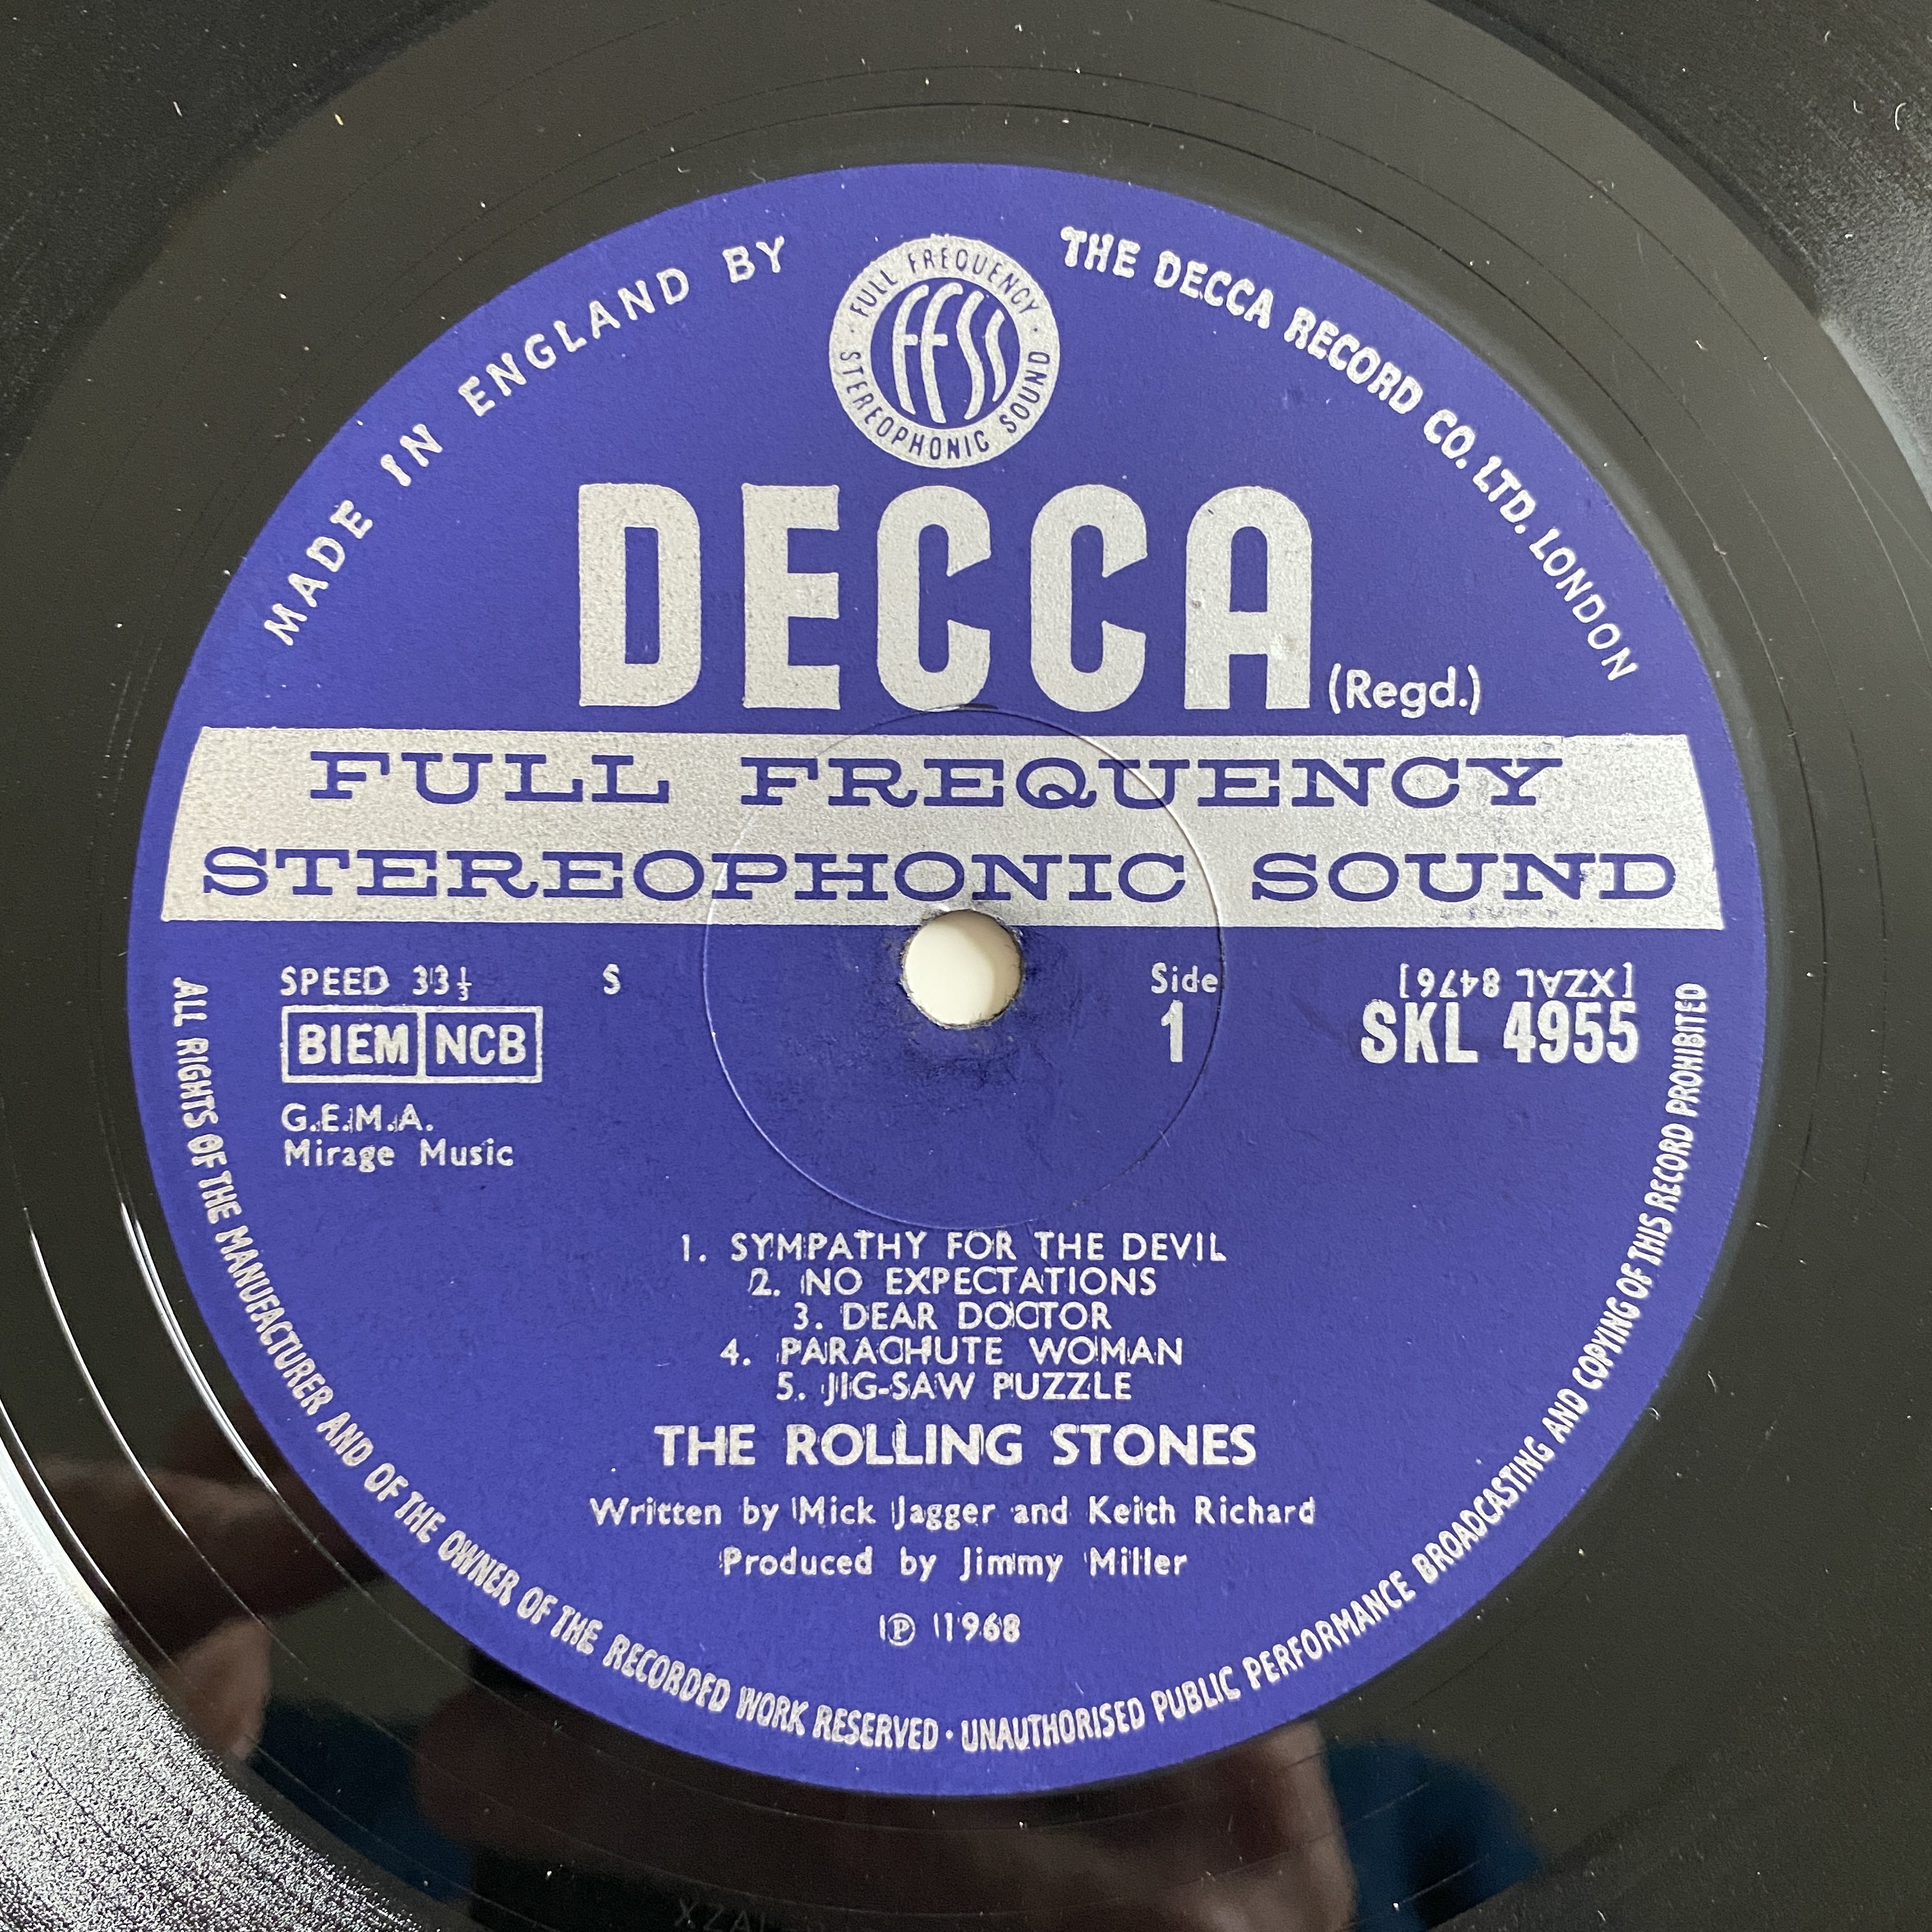 MADE IN ENGLAND BY
THE DECCA RECORD CO. LTD. LONDON
FULL FREQUENCY
FFSS
STEREOPHONIC SOUND
DECCA (Regd.)
FULL FREQUENCY
STEREOPHONIC SOUND
SPEED 33⅓ S Side [XZAL 8476]
1 SKL 4955
BIEM NCB
G.E.M.A.
Mirage Music
1. SYMPATHY FOR THE DEVIL
2. NO EXPECTATIONS
3. DEAR DOCTOR
4. PARACHUTE WOMAN
5. JIG-SAW PUZZLE
THE ROLLING STONES
Written by Mick Jagger and Keith Richard
Produced by Jimmy Miller
℗ 1968
ALL RIGHTS OF THE MANUFACTURER AND OF THE OWNER OF THE RECORDED WORK RESERVED · UNAUTHORISED PUBLIC PERFORMANCE BROADCASTING AND COPYING OF THIS RECORD PROHIBITED